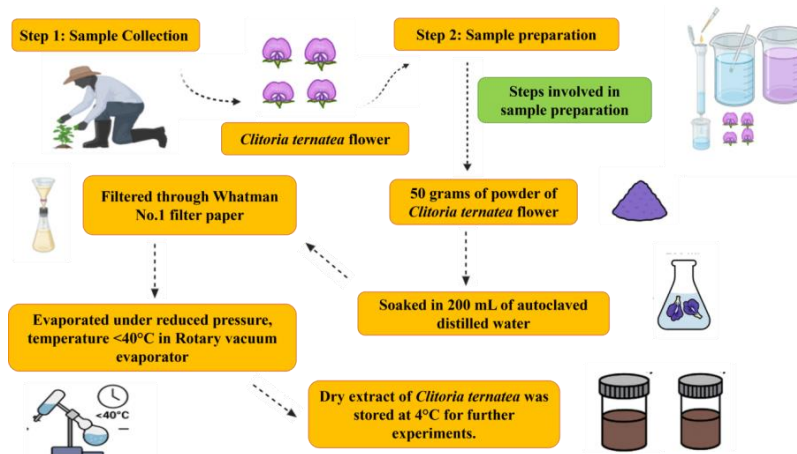 Step 1: Sample Collection
Clitoria ternatea flower
Step 2: Sample preparation
Steps involved in
sample preparation
50 grams of powder of
Clitoria ternatea flower
Soaked in 200 mL of autoclaved
distilled water
Filtered through Whatman
No.1 filter paper
Evaporated under reduced pressure,
temperature <40°C in Rotary vacuum
evaporator
<40°C
Dry extract of Clitoria ternatea was
stored at 4°C for further
experiments.